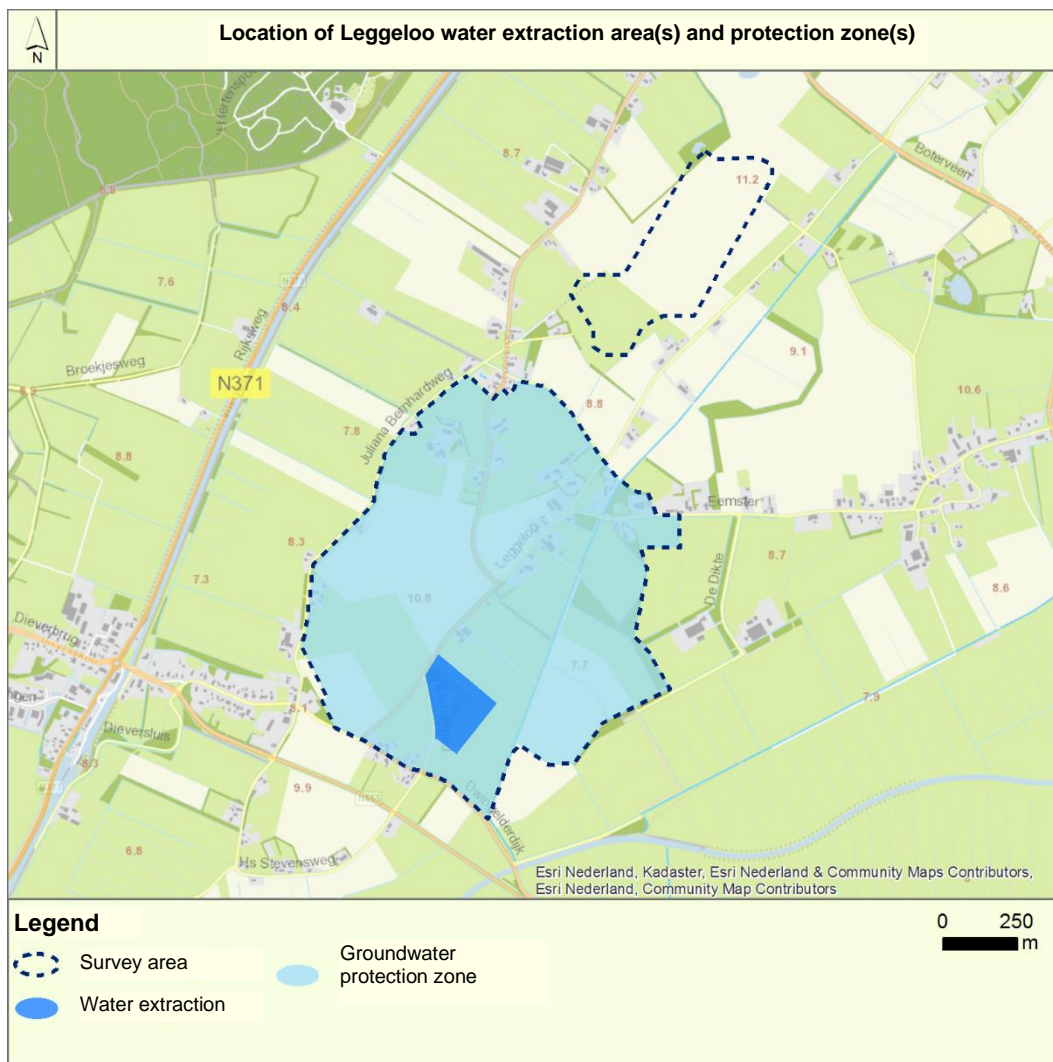 N
Location of Leggeloo water extraction area(s) and protection zone(s)
8.7
11.2
Boterveen
7.6
N371
8.4
Rijksweg
Broekjesweg
N371
Juliana Bernhardweg
7.8
8.8
9.1
10.6
8.8
8.3
7.3
Leggeloo
Eemster
8.7
De Dikte
8.6
10.8
7.7
7.9
Dieverbrug
8.1
Dieversluis
8.3
9.9
Dwingelderdijk
6.8
Hs Stevensweg
Esri Nederland, Kadaster, Esri Nederland & Community Maps Contributors,
Esri Nederland, Community Map Contributors
Legend
Survey area
Water extraction
Groundwater
protection zone
0 250
m